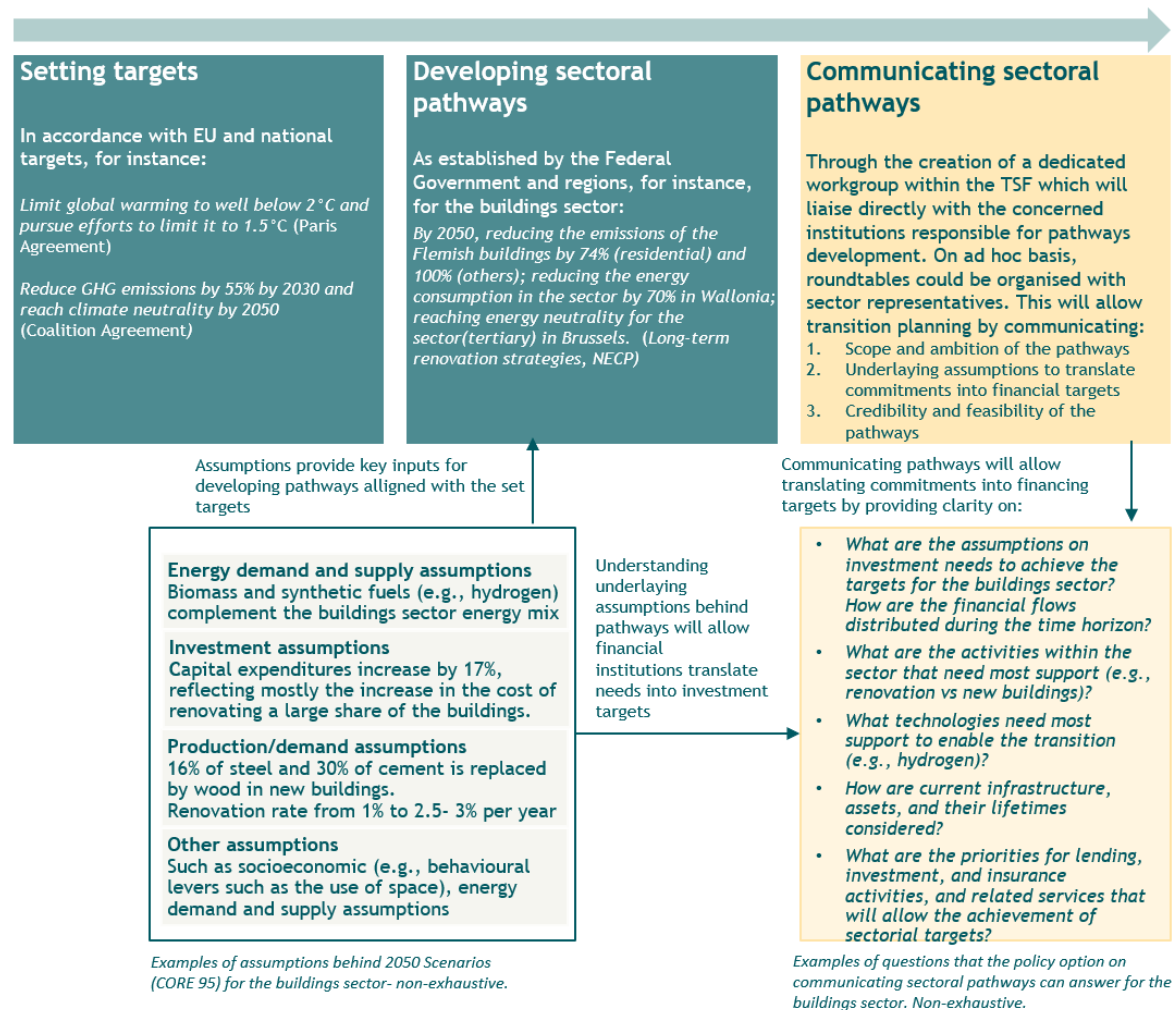 Setting targets
In accordance with EU and national
targets, for instance:
Limit global warming to well below 2°C and
pursue efforts to limit it to 1.5°C (Paris
Agreement)
Reduce GHG emissions by 55% by 2030 and
reach climate neutrality by 2050
(Coalition Agreement)
Developing sectoral
pathways
As established by the Federal
Government and regions, for instance,
for the buildings sector:
By 2050, reducing the emissions of the
Flemish buildings by 74% (residential) and
100% (others); reducing the energy
consumption in the sector by 70% in Wallonia;
reaching energy neutrality for the
sector(tertiary) in Brussels. (Long-term
renovation strategies, NECP)
Communicating sectoral
pathways
Through the creation of a dedicated
workgroup within the TSF which will
liaise directly with the concerned
institutions responsible for pathways
development. On ad hoc basis,
roundtables could be organised with
sector representatives. This will allow
transition planning by communicating:
1. Scope and ambition of the pathways
2. Underlaying assumptions to translate
commitments into financial targets
3. Credibility and feasibility of the
pathways
Assumptions provide key inputs for
developing pathways alligned with the set
targets
Communicating pathways will allow
translating commitments into financing
targets by providing clarity on:
Energy demand and supply assumptions
Biomass and synthetic fuels (e.g., hydrogen)
complement the buildings sector energy mix
Investment assumptions
Capital expenditures increase by 17%,
reflecting mostly the increase in the cost of
renovating a large share of the buildings.
Production/demand assumptions
16% of steel and 30% of cement is replaced
by wood in new buildings.
Renovation rate from 1% to 2.5- 3% per year
Other assumptions
Such as socioeconomic (e.g., behavioural
levers such as the use of space), energy
demand and supply assumptions
Examples of assumptions behind 2050 Scenarios
(CORE 95) for the buildings sector- non-exhaustive.
Understanding
underlaying
assumptions behind
pathways will allow
financial
institutions translate
needs into investment
targets
• What are the assumptions on
investment needs to achieve the
targets for the buildings sector?
How are the financial flows
distributed during the time horizon?
• What are the activities within the
sector that need most support (e.g.,
renovation vs new buildings)?
• What technologies need most
support to enable the transition
(e.g., hydrogen)?
• How are current infrastructure,
assets, and their lifetimes
considered?
• What are the priorities for lending,
investment, and insurance
activities, and related services that
will allow the achievement of
sectorial targets?
Examples of questions that the policy option on
communicating sectoral pathways can answer for the
buildings sector. Non-exhaustive.